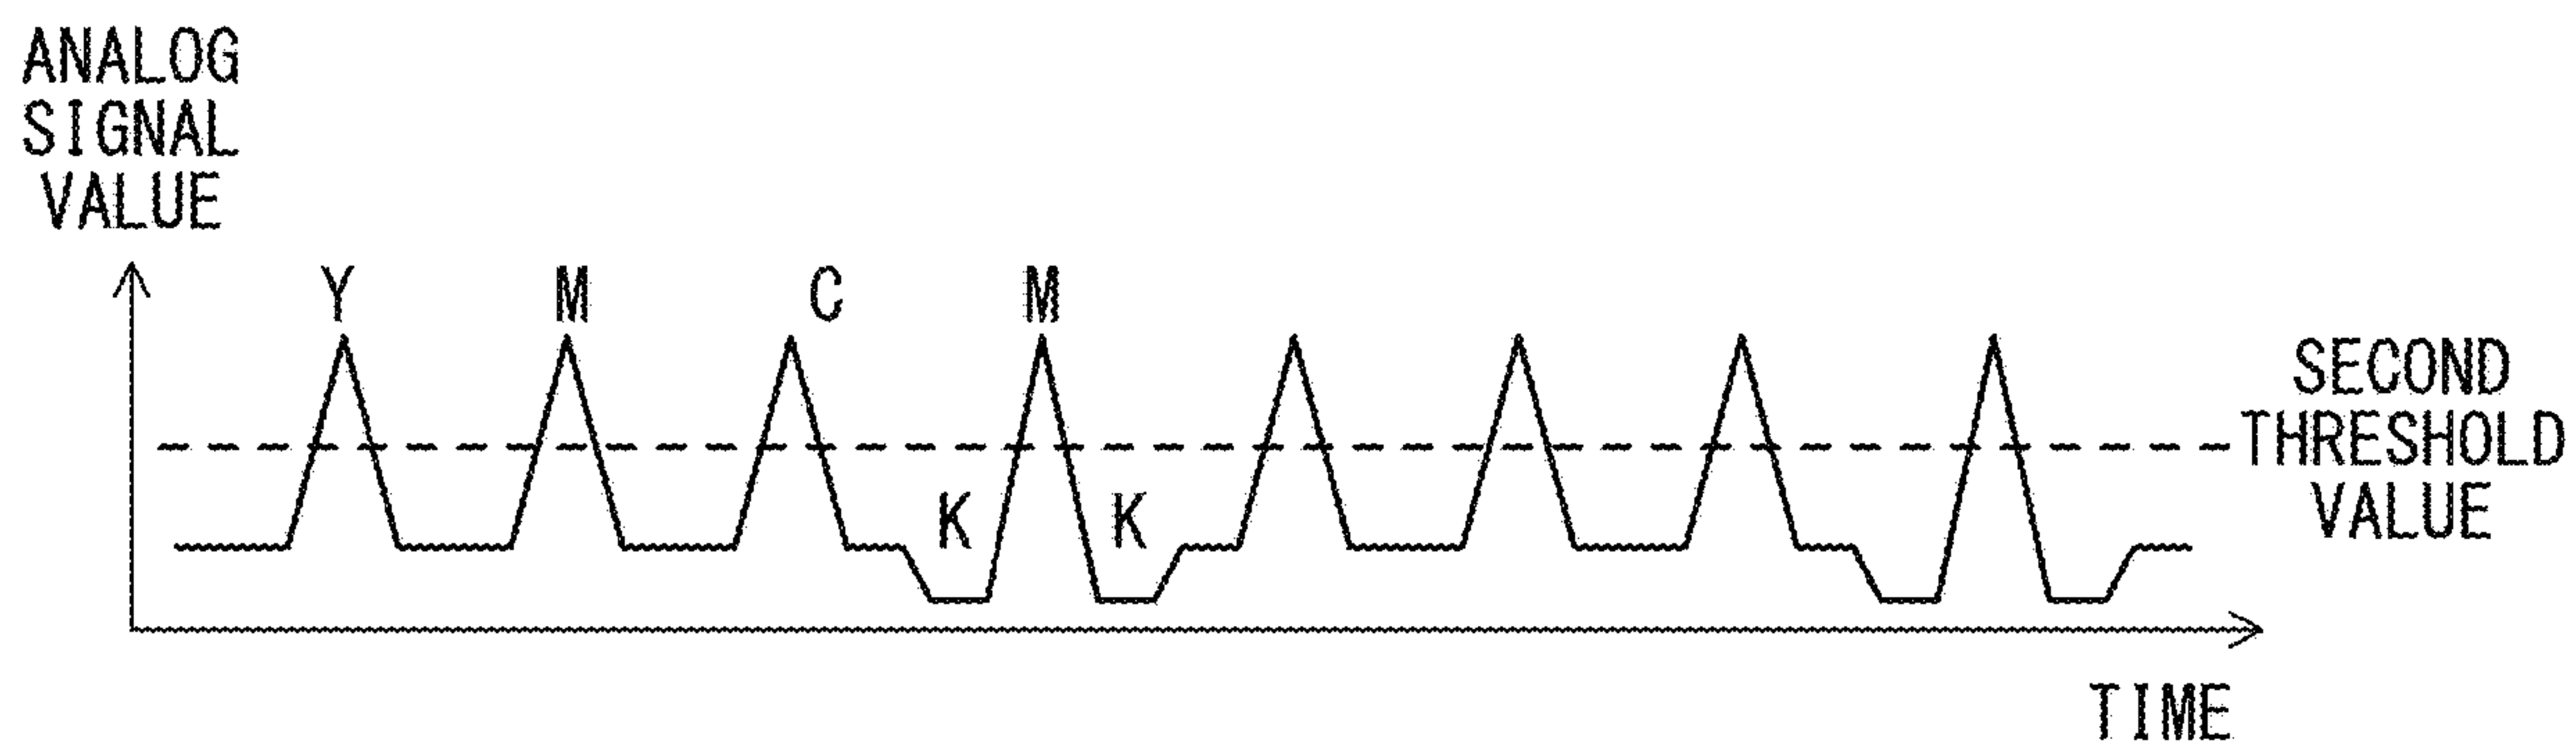 ANALOG
SIGNAL
VALUE
Y M C M
SECOND
THRESHOLD
VALUE
K K
TIME